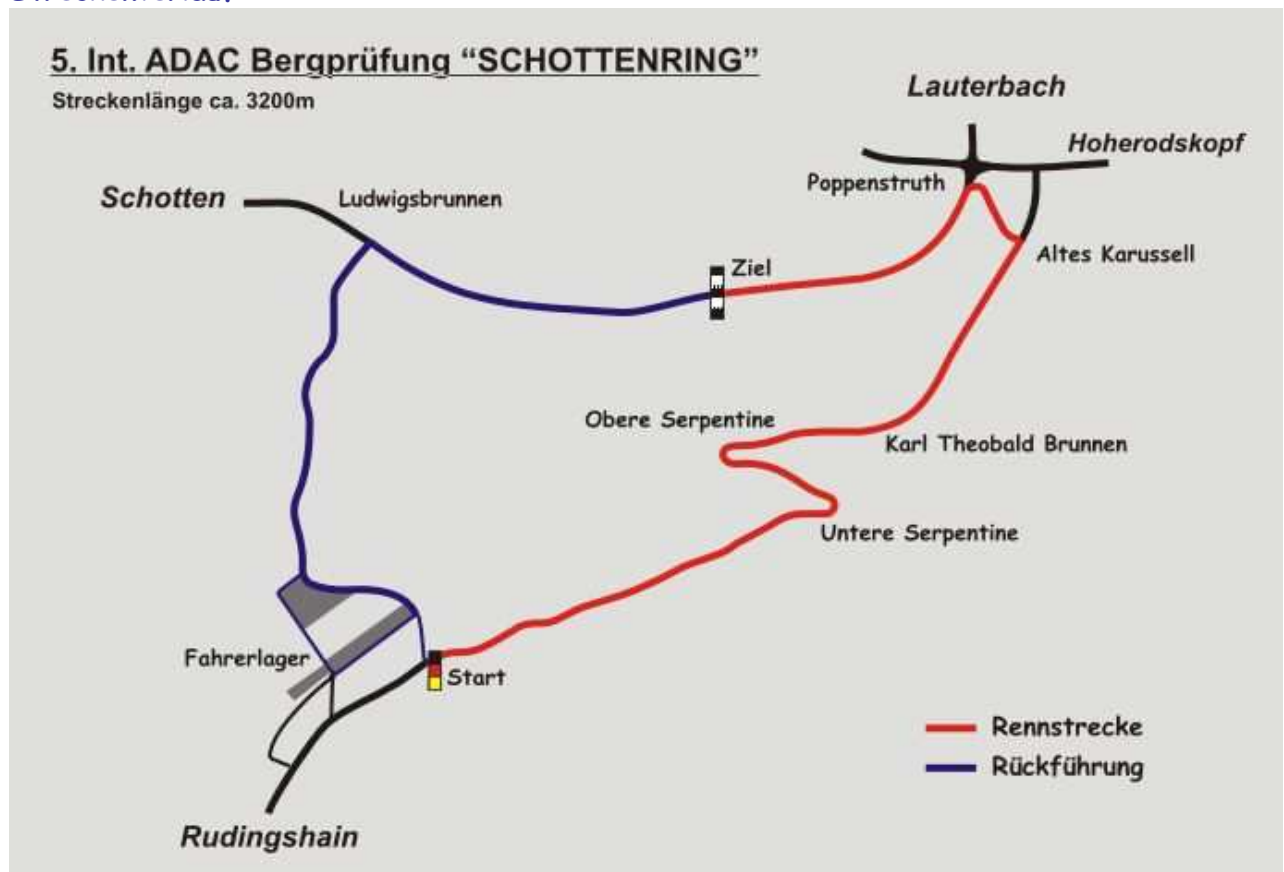 5. Int. ADAC Bergprüfung “SCHOTTENRING”
Streckenlänge ca. 3200m
Lauterbach
Hoherodskopf
Poppenstruth
Schotten
Ludwigsbrunnen
Altes Karussell
Ziel
Obere Serpentine
Karl Theobald Brunnen
Untere Serpentine
Fahrerlager
Start
Rennstrecke
Rückführung
Rudingshain